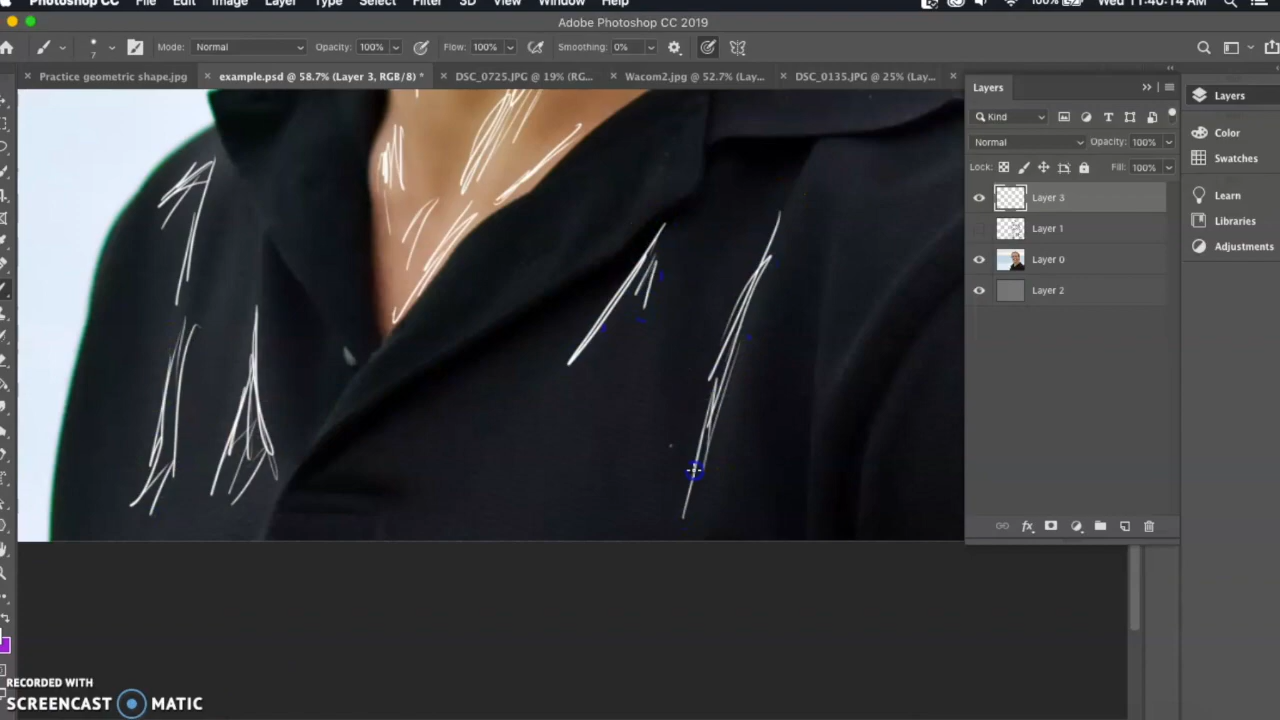 Photoshop CC File Edit Image Layer Type Select Filter 3D View Window Help 100% Wed 11:40:14 AM
Adobe Photoshop CC 2019
7 Mode: Normal Opacity: 100% Flow: 100% Smoothing: 0%
× Practice geometric shape.jpg × example.psd @ 58.7% (Layer 3, RGB/8) * × DSC_0725.JPG @ 19% (RG... × Wacom2.jpg @ 52.7% (Lay... × DSC_0135.JPG @ 25% (Lay... ×
Layers
Kind
Normal Opacity: 100%
Lock: Fill: 100%
Layer 3
Layer 1
Layer 0
Layer 2
fx
Layers
Color
Swatches
Learn
Libraries
Adjustments
RECORDED WITH
SCREENCAST MATIC